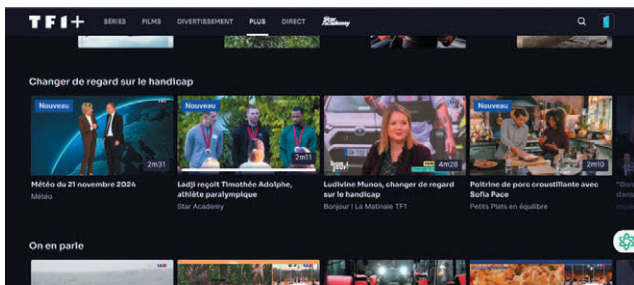 TF1+ SÉRIES FILMS DIVERTISSEMENT PLUS DIRECT Star Academy
Changer de regard sur le handicap
Nouveau Nouveau Nouveau
2m31 2m11 4m28 2m10
Météo du 21 novembre 2024
Météo
Ladji reçoit Timothée Adolphe,
athlète paralympique
Star Academy
Ludivine Munos, changer de regard
sur le handicap
Bonjour ! La Matinale TF1
Poitrine de porc croustillante avec
Sofia Pace
Petits Plats en équilibre
On en parle